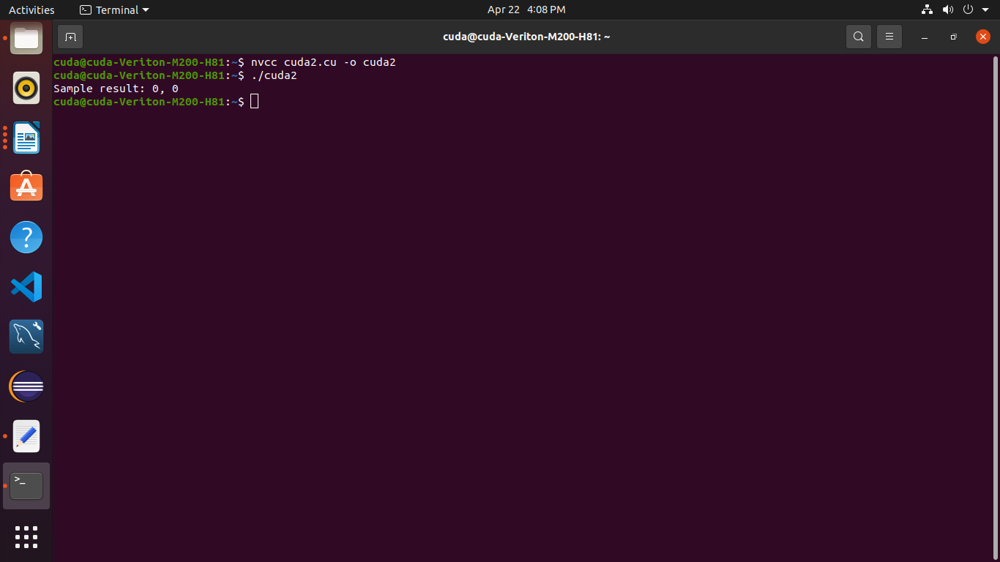 Activities
Terminal
Apr 22 4:08 PM
cuda@cuda-Veriton-M200-H81: ~
cuda@cuda-Veriton-M200-H81:~$ nvcc cuda2.cu -o cuda2
cuda@cuda-Veriton-M200-H81:~$ ./cuda2
Sample result: 0, 0
cuda@cuda-Veriton-M200-H81:~$